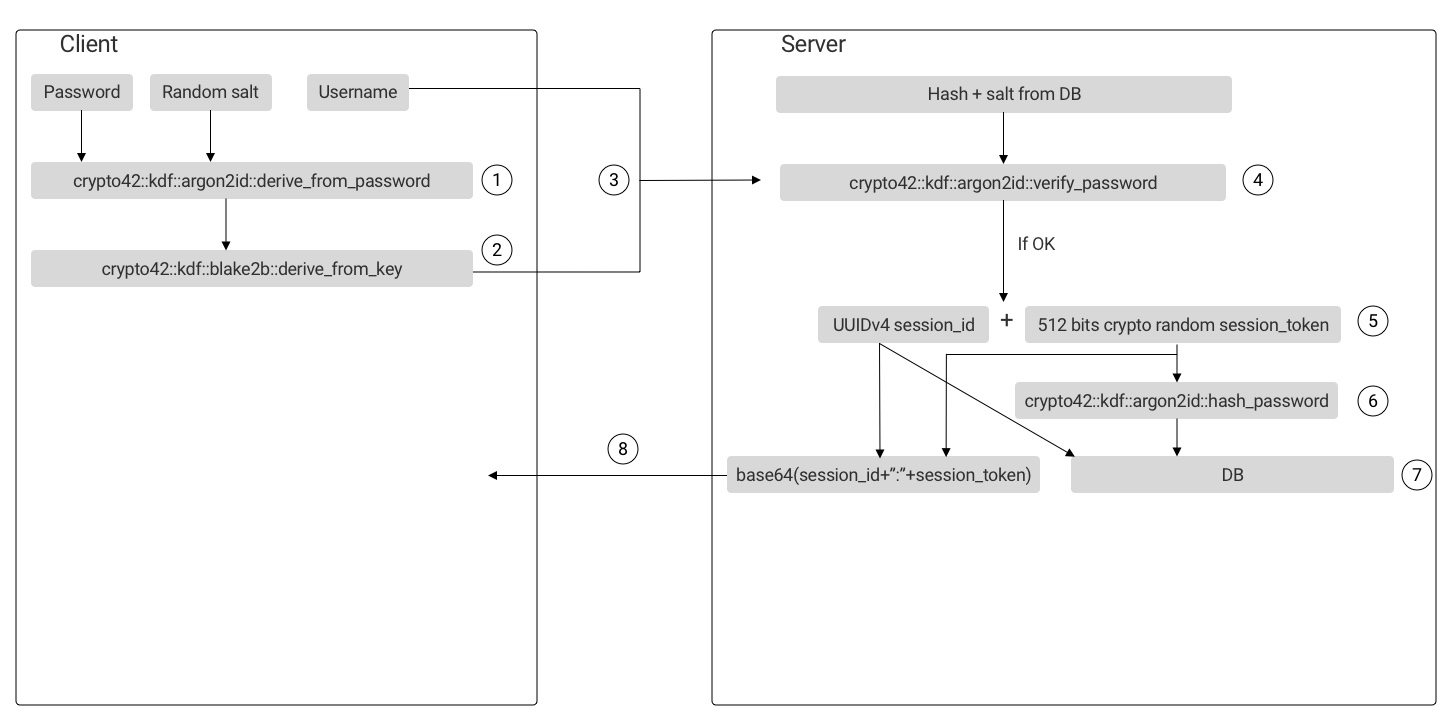 Client
Password
Random salt
Username
crypto42::kdf::argon2id::derive_from_password
1
crypto42::kdf::blake2b::derive_from_key
2
3
Server
Hash + salt from DB
crypto42::kdf::argon2id::verify_password
4
If OK
UUIDv4 session_id
+
512 bits crypto random session_token
5
crypto42::kdf::argon2id::hash_password
6
base64(session_id+”:”+session_token)
DB
7
8